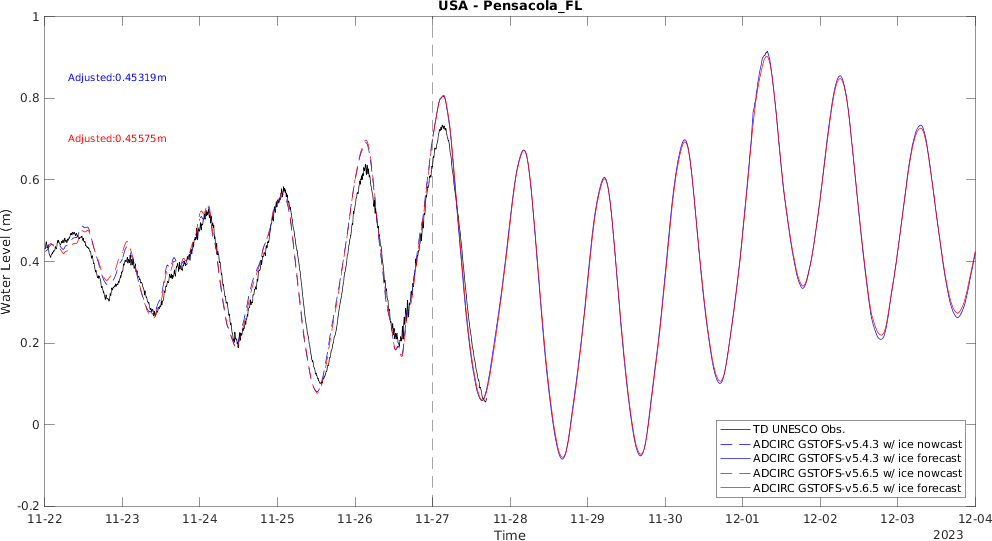 USA - Pensacola_FL
1
0.8
0.6
0.4
0.2
0
-0.2
Water Level (m)
Adjusted:0.45319m
Adjusted:0.45575m
TD UNESCO Obs.
ADCIRC GSTOFS-v5.4.3 w/ ice nowcast
ADCIRC GSTOFS-v5.4.3 w/ ice forecast
ADCIRC GSTOFS-v5.6.5 w/ ice nowcast
ADCIRC GSTOFS-v5.6.5 w/ ice forecast
11-22 11-23 11-24 11-25 11-26 11-27 11-28 11-29 11-30 12-01 12-02 12-03 12-04
Time
2023